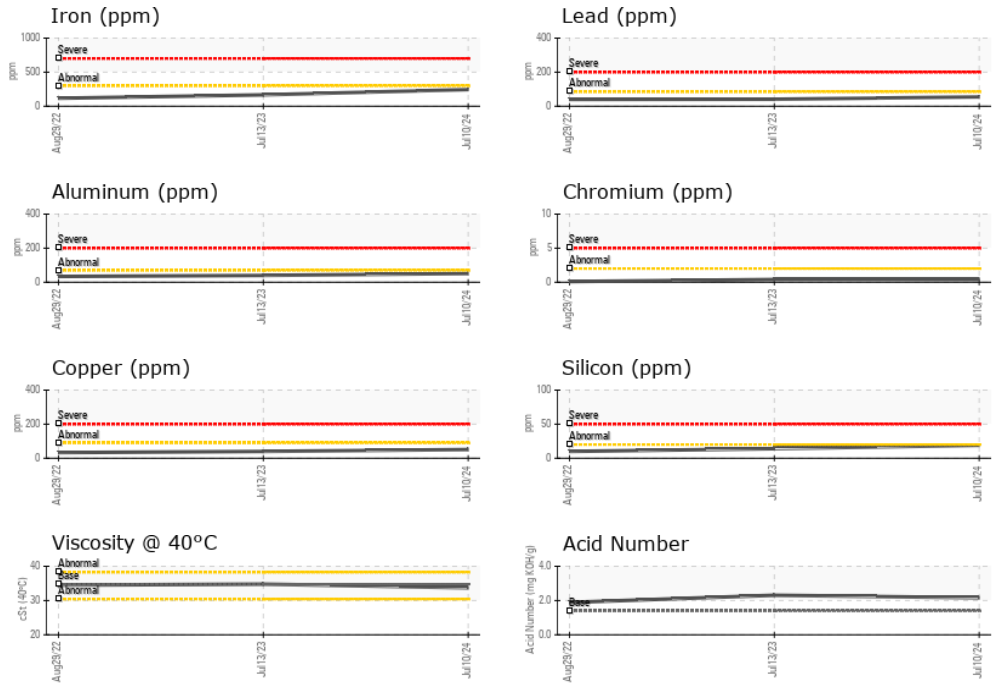 Iron (ppm)
1000
500
0
ppm
Severe
Abnormal
Aug29/22
Jul13/23
Jul10/24
Lead (ppm)
400
200
0
ppm
Severe
Abnormal
Aug29/22
Jul13/23
Jul10/24
Aluminum (ppm)
400
200
0
ppm
Severe
Abnormal
Aug29/22
Jul13/23
Jul10/24
Chromium (ppm)
10
5
0
ppm
Severe
Abnormal
Aug29/22
Jul13/23
Jul10/24
Copper (ppm)
400
200
0
ppm
Severe
Abnormal
Aug29/22
Jul13/23
Jul10/24
Silicon (ppm)
100
50
0
ppm
Severe
Abnormal
Aug29/22
Jul13/23
Jul10/24
Viscosity @ 40°C
40
30
20
cSt (40°C)
Abnormal
Base
Abnormal
Aug29/22
Jul13/23
Jul10/24
Acid Number
4.0
2.0
0.0
Acid Number (mg KOH/g)
Base
Aug29/22
Jul13/23
Jul10/24